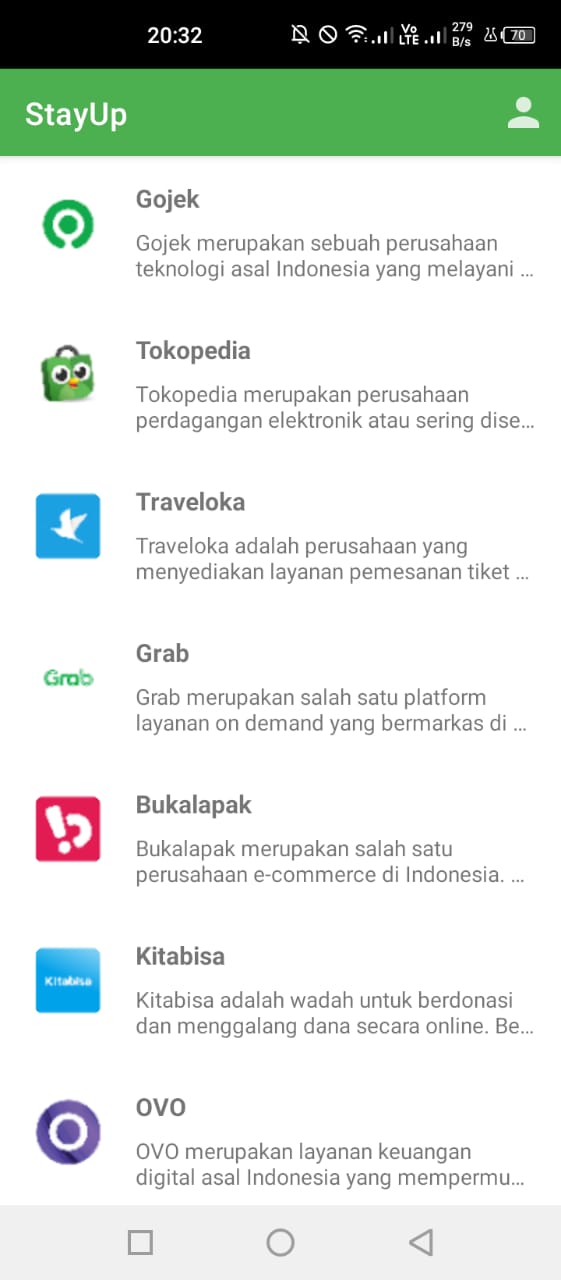 20:32
Vo
LTE
279
B/s
70
StayUp
Gojek
Gojek merupakan sebuah perusahaan
teknologi asal Indonesia yang melayani ...
Tokopedia
Tokopedia merupakan perusahaan
perdagangan elektronik atau sering dise...
Traveloka
Traveloka adalah perusahaan yang
menyediakan layanan pemesanan tiket ...
Grab
Grab
Grab merupakan salah satu platform
layanan on demand yang bermarkas di ...
Bukalapak
Bukalapak merupakan salah satu
perusahaan e-commerce di Indonesia. ...
Kitabisa
Kitabisa
Kitabisa adalah wadah untuk berdonasi
dan menggalang dana secara online. Be...
OVO
OVO merupakan layanan keuangan
digital asal Indonesia yang mempermu...